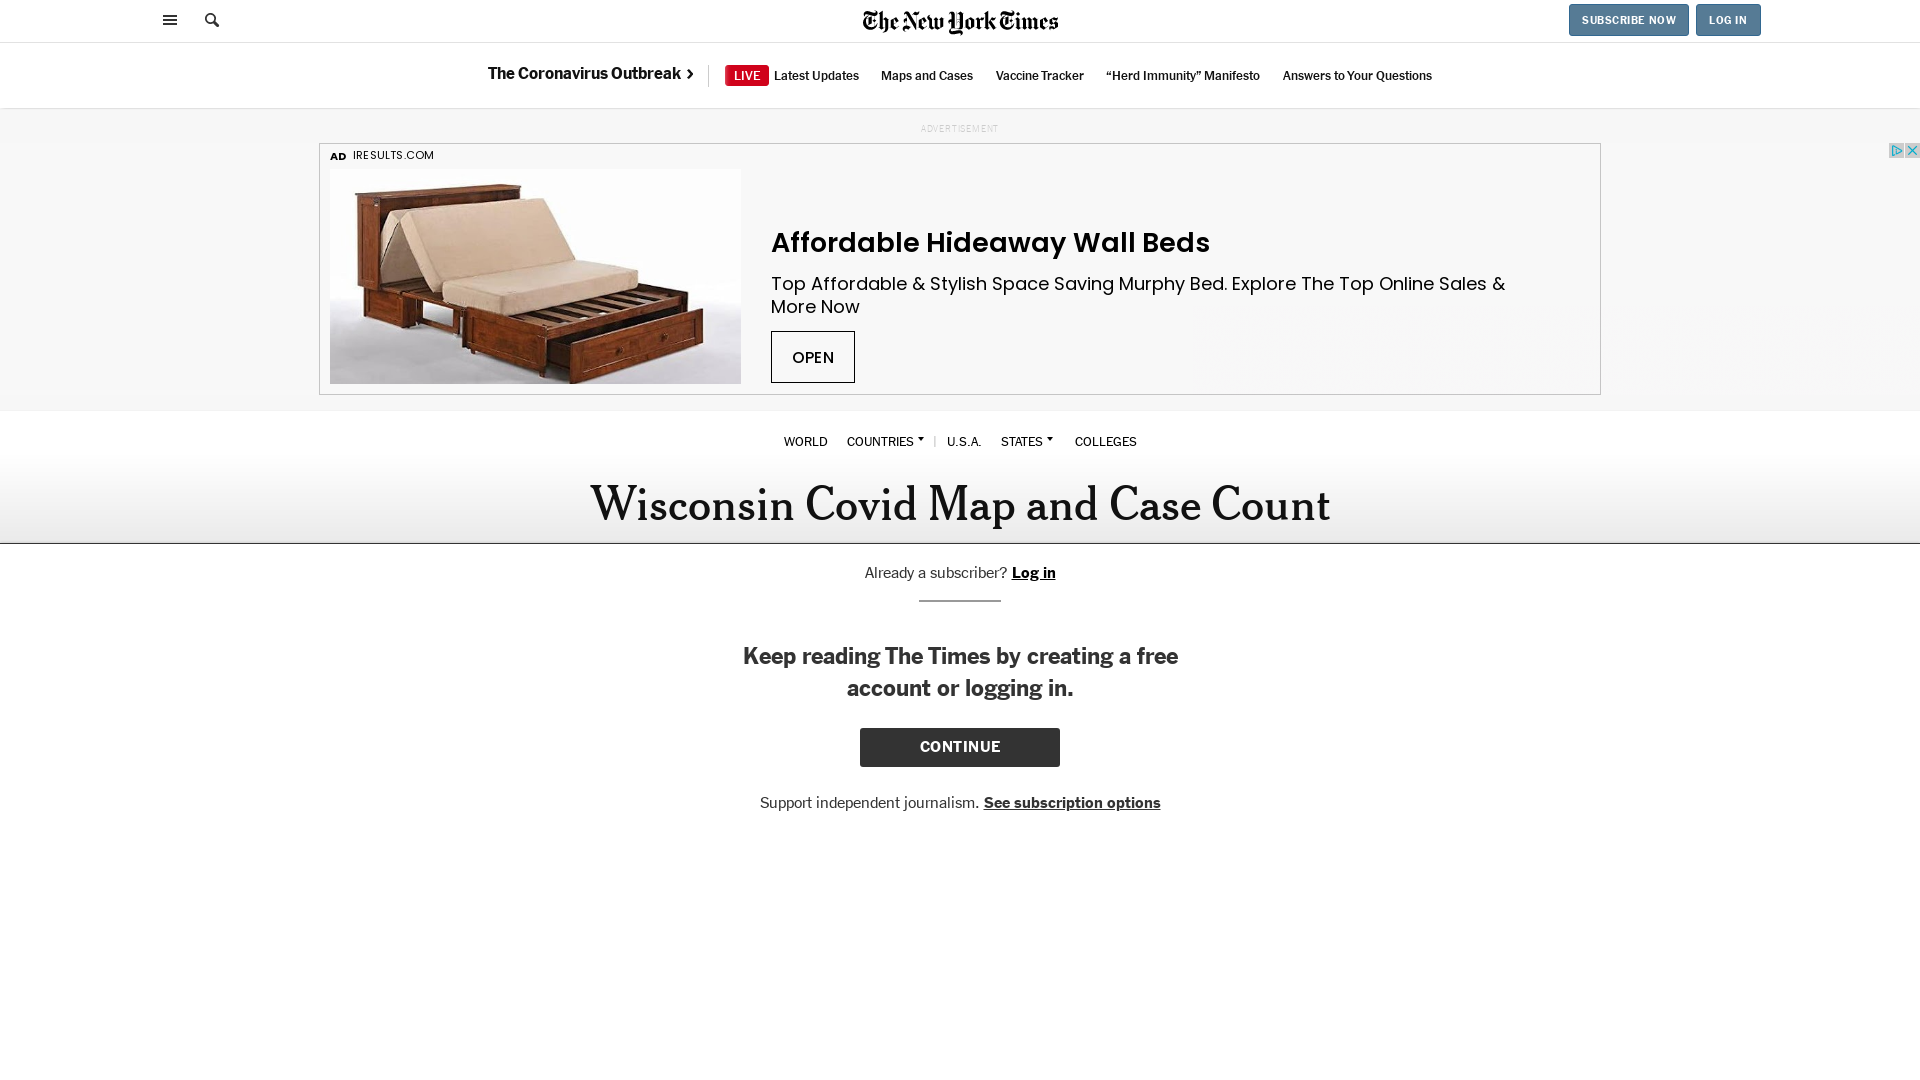 The New York Times
SUBSCRIBE NOW
LOG IN
The Coronavirus Outbreak ›
LIVE Latest Updates
Maps and Cases
Vaccine Tracker
“Herd Immunity” Manifesto
Answers to Your Questions
ADVERTISEMENT
AD IRESULTS.COM
Affordable Hideaway Wall Beds
Top Affordable & Stylish Space Saving Murphy Bed. Explore The Top Online Sales &
More Now
OPEN
WORLD COUNTRIES | U.S.A. STATES COLLEGES
Wisconsin Covid Map and Case Count
Already a subscriber? Log in
Keep reading The Times by creating a free
account or logging in.
CONTINUE
Support independent journalism. See subscription options